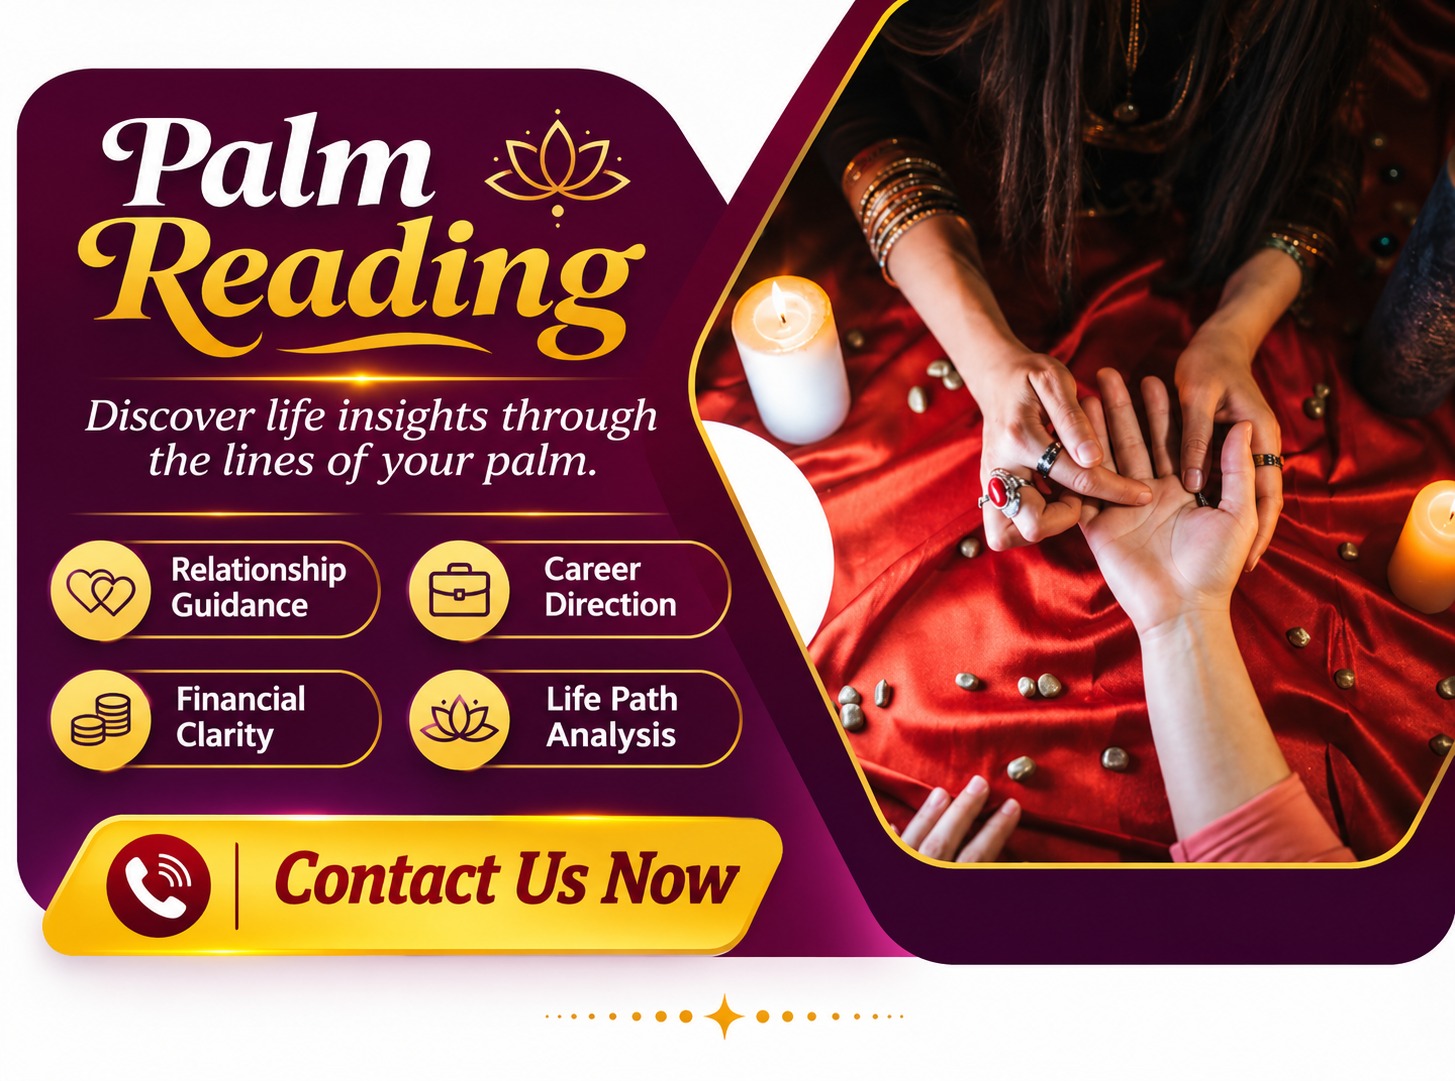 Palm
Reading
Discover life insights through
the lines of your palm.
Relationship
Guidance
Career
Direction
Financial
Clarity
Life Path
Analysis
Contact Us Now